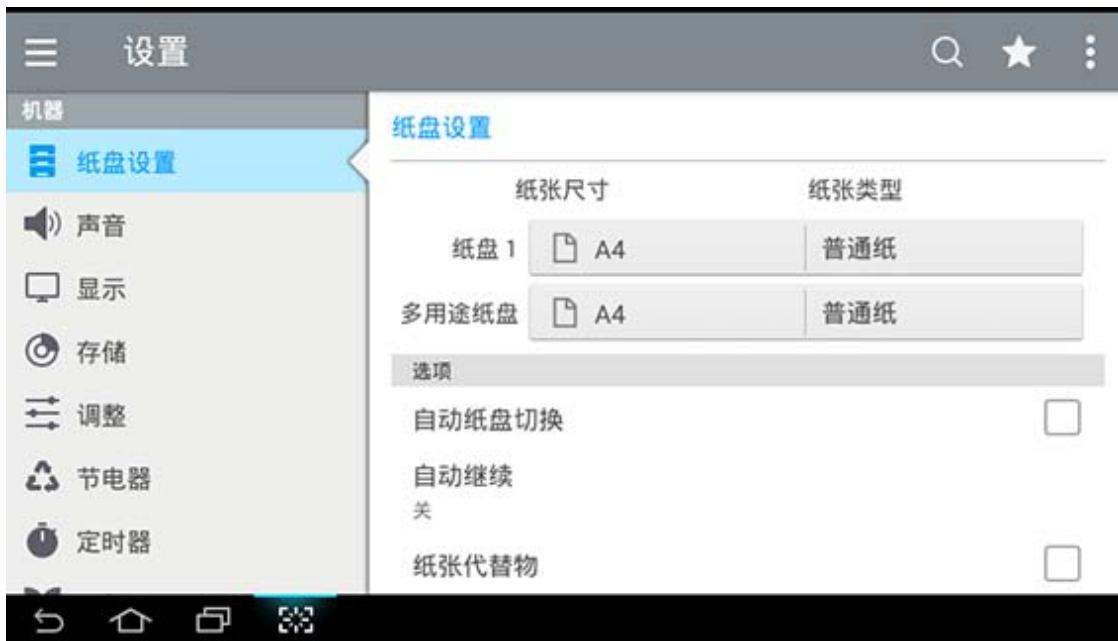 设置
机器
纸盘设置
声音
显示
存储
调整
节电器
定时器
纸盘设置
纸张尺寸 纸张类型
纸盘 1 A4 普通纸
多用途纸盘 A4 普通纸
选项
自动纸盘切换
自动继续
关
纸张代替物